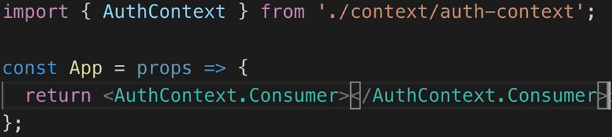 import { AuthContext } from './context/auth-context';
const App = props => {
return <AuthContext.Consumer></AuthContext.Consumer>
};